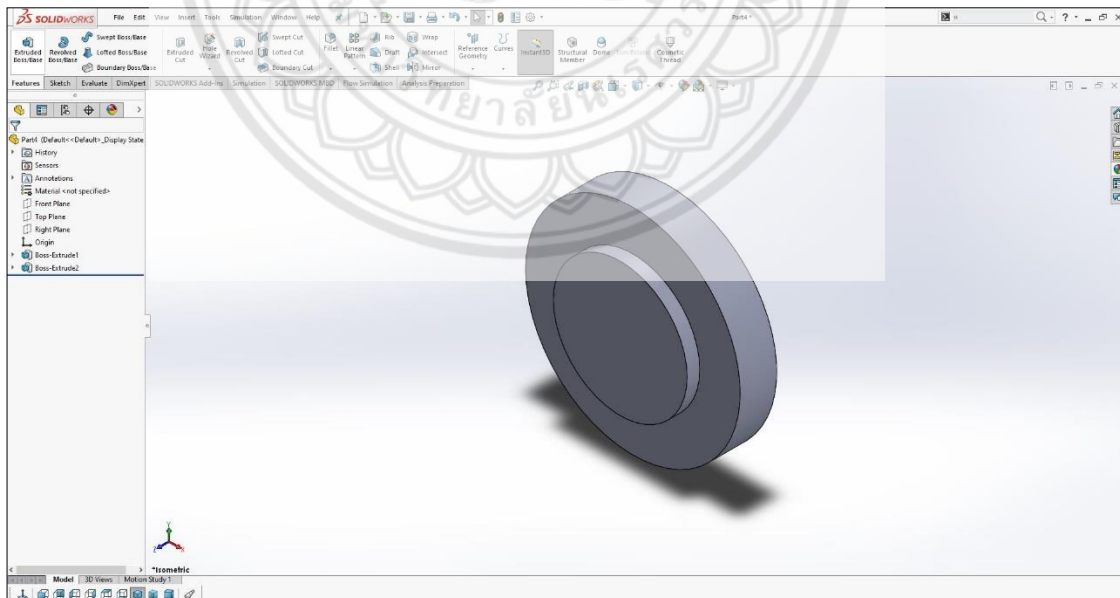 SOLIDWORKS File Edit View Insert Tools Simulation Window Help Part4 *
Extruded Boss/Base
Revolved Boss/Base
Swept Boss/Base
Lofted Boss/Base
Boundary Boss/Base
Extruded Cut
Hole Wizard
Revolved Cut
Swept Cut
Lofted Cut
Boundary Cut
Fillet
Linear Pattern
Rib
Draft
Shell
Wrap
Intersect
Mirror
Reference Geometry
Curves
Instant3D
Structural Member
Dome
Cosmetic Thread
Features Sketch Evaluate DimXpert SOLIDWORKS Add-Ins Simulation SOLIDWORKS MBD Flow Simulation Analysis Preparation
Part4 (Default<<Default>_Display State
History
Sensors
Annotations
Material <not specified>
Front Plane
Top Plane
Right Plane
Origin
Boss-Extrude1
Boss-Extrude2
Y
Z X
*Isometric
Model 3D Views Motion Study 1